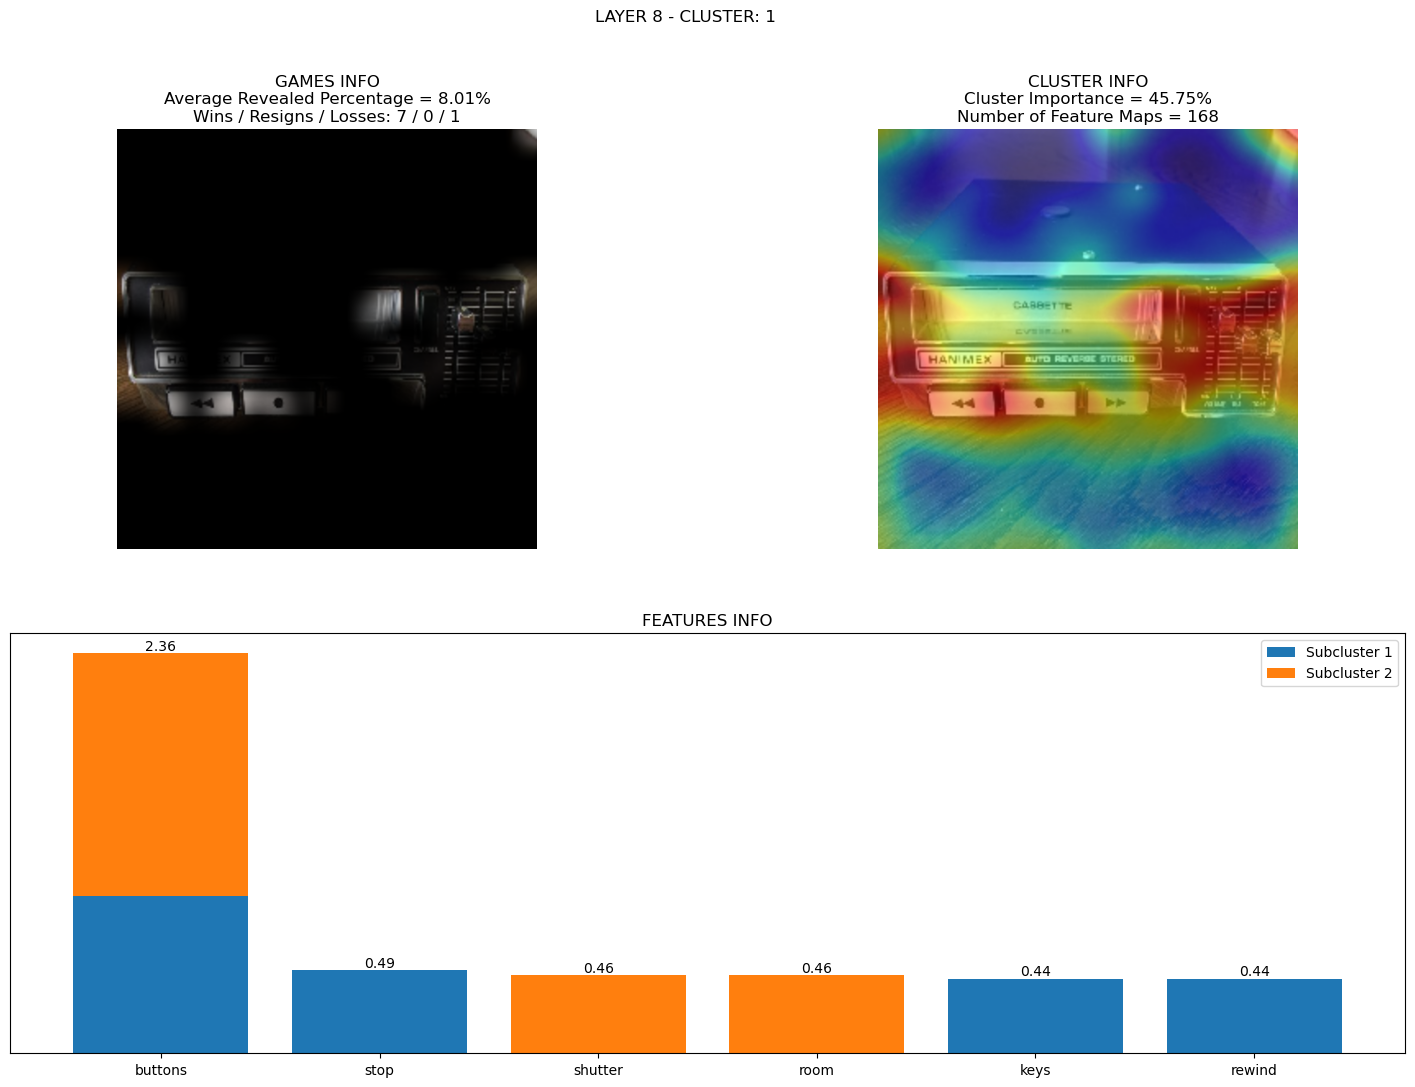 LAYER 8 - CLUSTER: 1
GAMES INFO
Average Revealed Percentage = 8.01%
Wins / Resigns / Losses: 7 / 0 / 1
CLUSTER INFO
Cluster Importance = 45.75%
Number of Feature Maps = 168
HANIMEX
CASSETTE
HANIMEX
AUTO REVERSE STEREO
FEATURES INFO
Subcluster 1
Subcluster 2
2.36
0.49
0.46
0.46
0.44
0.44
buttons
stop
shutter
room
keys
rewind